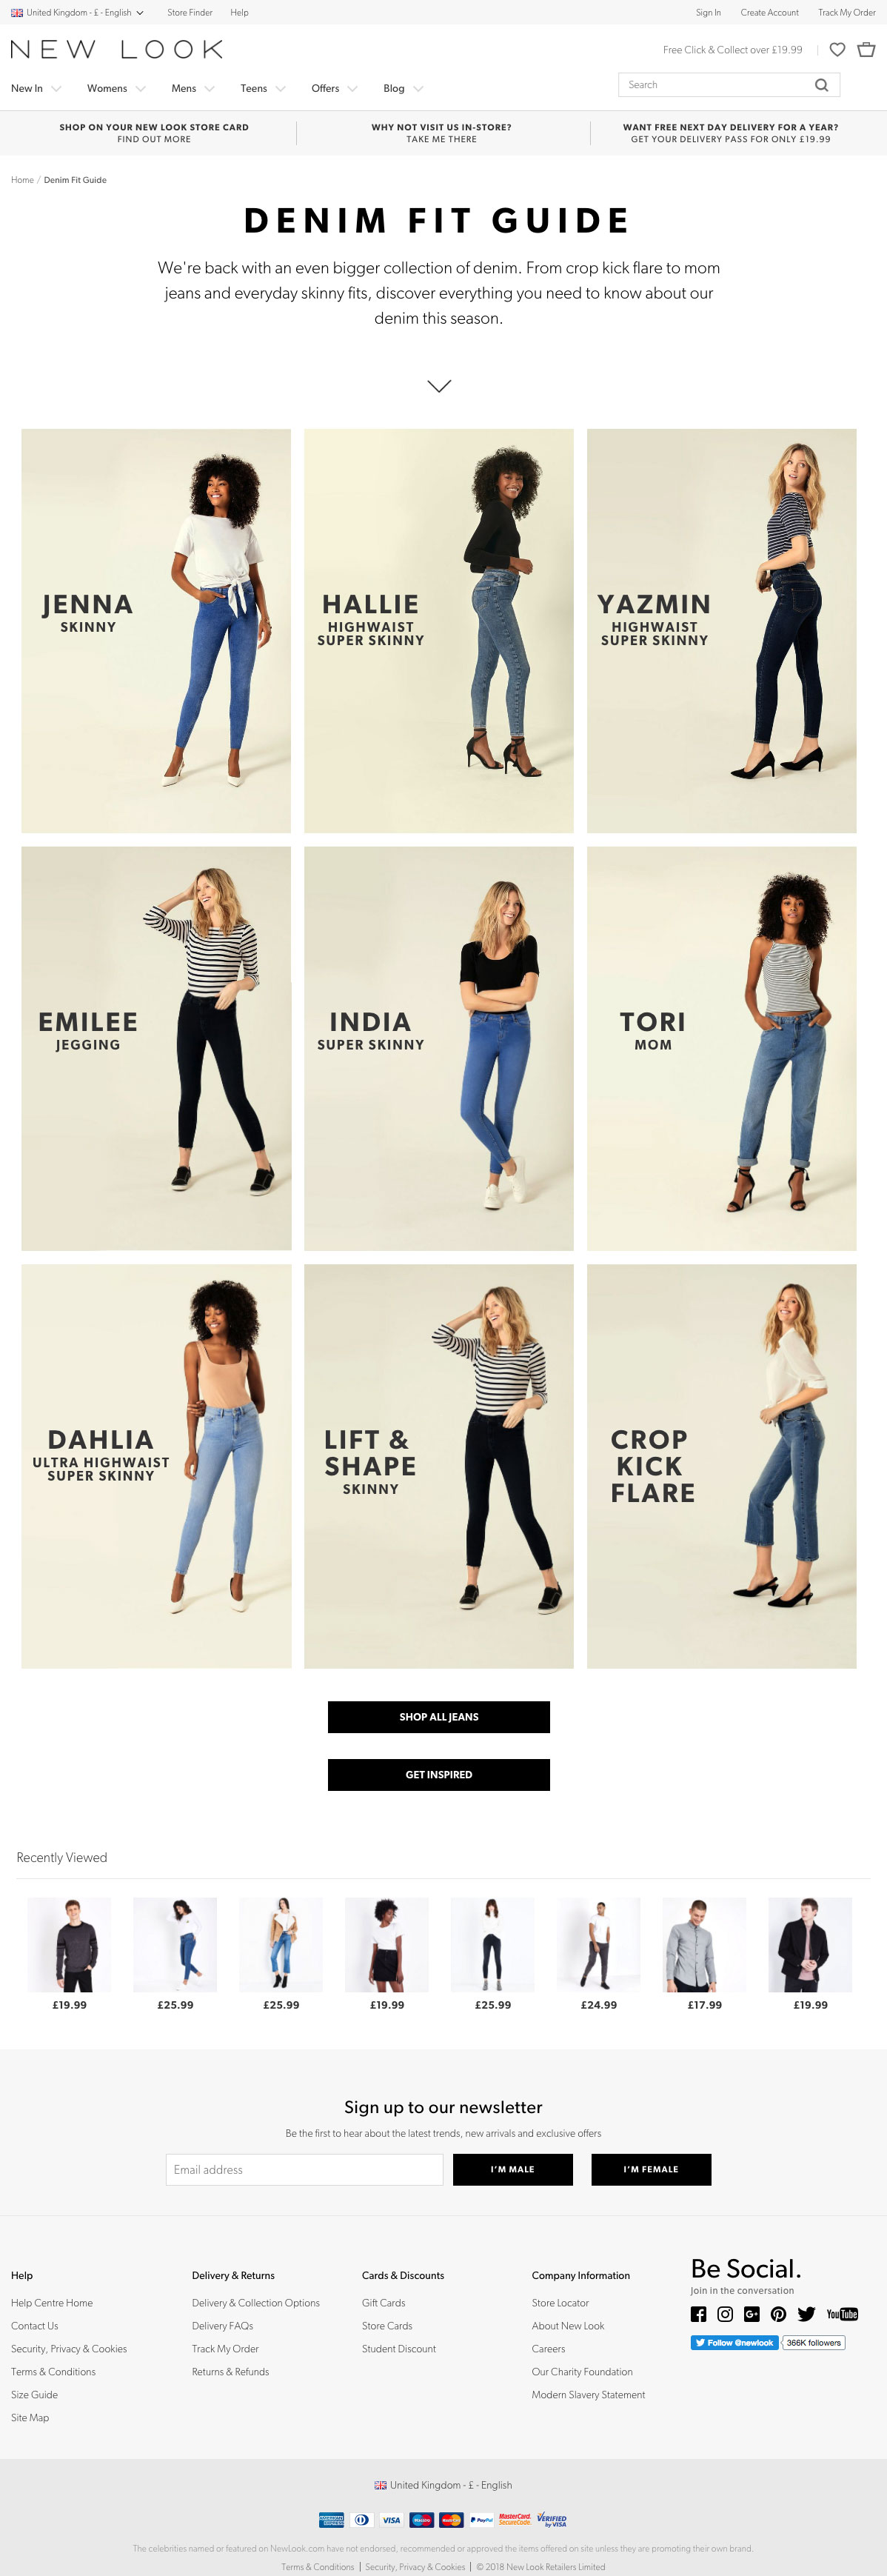 United Kingdom - £ - English
Store Finder
Help
Sign In
Create Account
Track My Order
NEW LOOK
Free Click & Collect over £19.99
New In
Womens
Mens
Teens
Offers
Blog
Search
SHOP ON YOUR NEW LOOK STORE CARD
FIND OUT MORE
WHY NOT VISIT US IN-STORE?
TAKE ME THERE
WANT FREE NEXT DAY DELIVERY FOR A YEAR?
GET YOUR DELIVERY PASS FOR ONLY £19.99
Home / Denim Fit Guide
DENIM FIT GUIDE
We're back with an even bigger collection of denim. From crop kick flare to mom
jeans and everyday skinny fits, discover everything you need to know about our
denim this season.
JENNA
SKINNY
HALLIE
HIGHWAIST
SUPER SKINNY
YAZMIN
HIGHWAIST
SUPER SKINNY
EMILEE
JEGGING
INDIA
SUPER SKINNY
TORI
MOM
DAHLIA
ULTRA HIGHWAIST
SUPER SKINNY
LIFT &
SHAPE
SKINNY
CROP
KICK
FLARE
SHOP ALL JEANS
GET INSPIRED
Recently Viewed
£19.99
£25.99
£25.99
£19.99
£25.99
£24.99
£17.99
£19.99
Sign up to our newsletter
Be the first to hear about the latest trends, new arrivals and exclusive offers
Email address
I'M MALE
I'M FEMALE
Help
Help Centre Home
Contact Us
Security, Privacy & Cookies
Terms & Conditions
Size Guide
Site Map
Delivery & Returns
Delivery & Collection Options
Delivery FAQs
Track My Order
Returns & Refunds
Cards & Discounts
Gift Cards
Store Cards
Student Discount
Company Information
Store Locator
About New Look
Careers
Our Charity Foundation
Modern Slavery Statement
Be Social.
Join in the conversation
YouTube
Follow @newlook
366K followers
United Kingdom - £ - English
AMERICAN EXPRESS
VISA
Maestro
MasterCard
PayPal
MasterCard.
SecureCode.
VERIFIED
by VISA
The celebrities named or featured on NewLook.com have not endorsed, recommended or approved the items offered on site unless they are promoting their own brand.
Terms & Conditions | Security, Privacy & Cookies | © 2018 New Look Retailers Limited